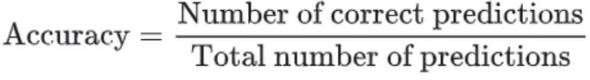 Accuracy = Number of correct predictions
Total number of predictions